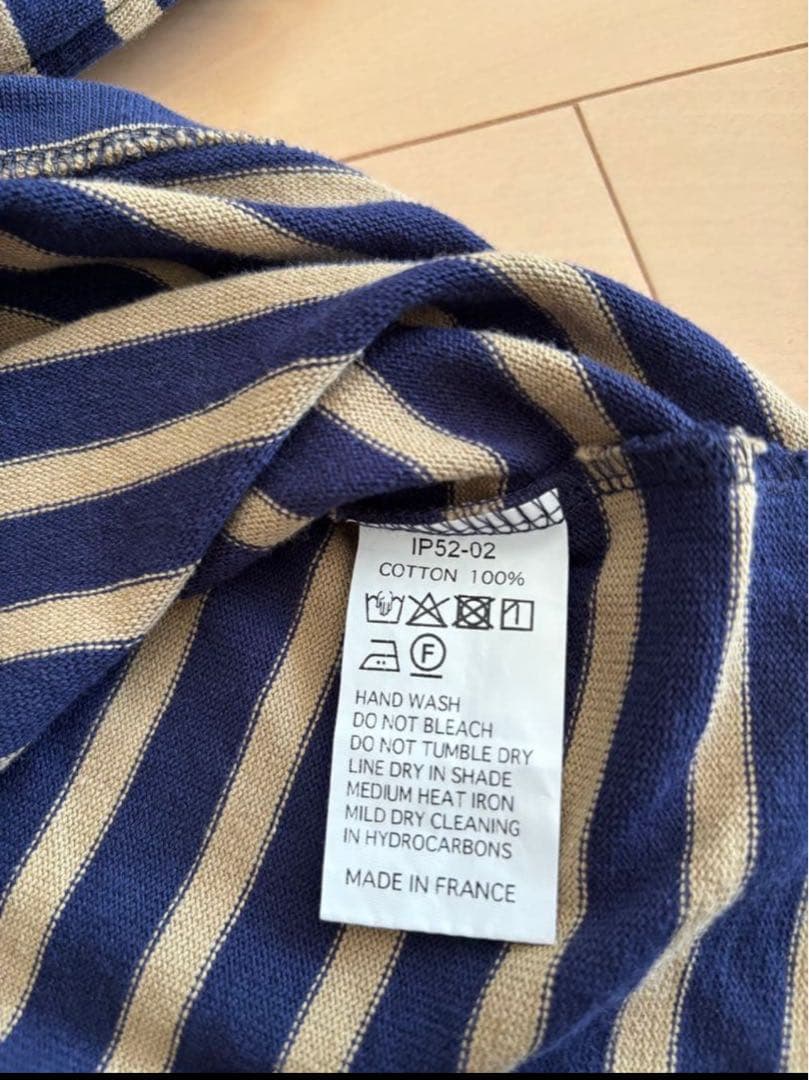 IP52-02
COTTON 100%
F
HAND WASH
DO NOT BLEACH
DO NOT TUMBLE DRY
LINE DRY IN SHADE
MEDIUM HEAT IRON
MILD DRY CLEANING
IN HYDROCARBONS
MADE IN FRANCE